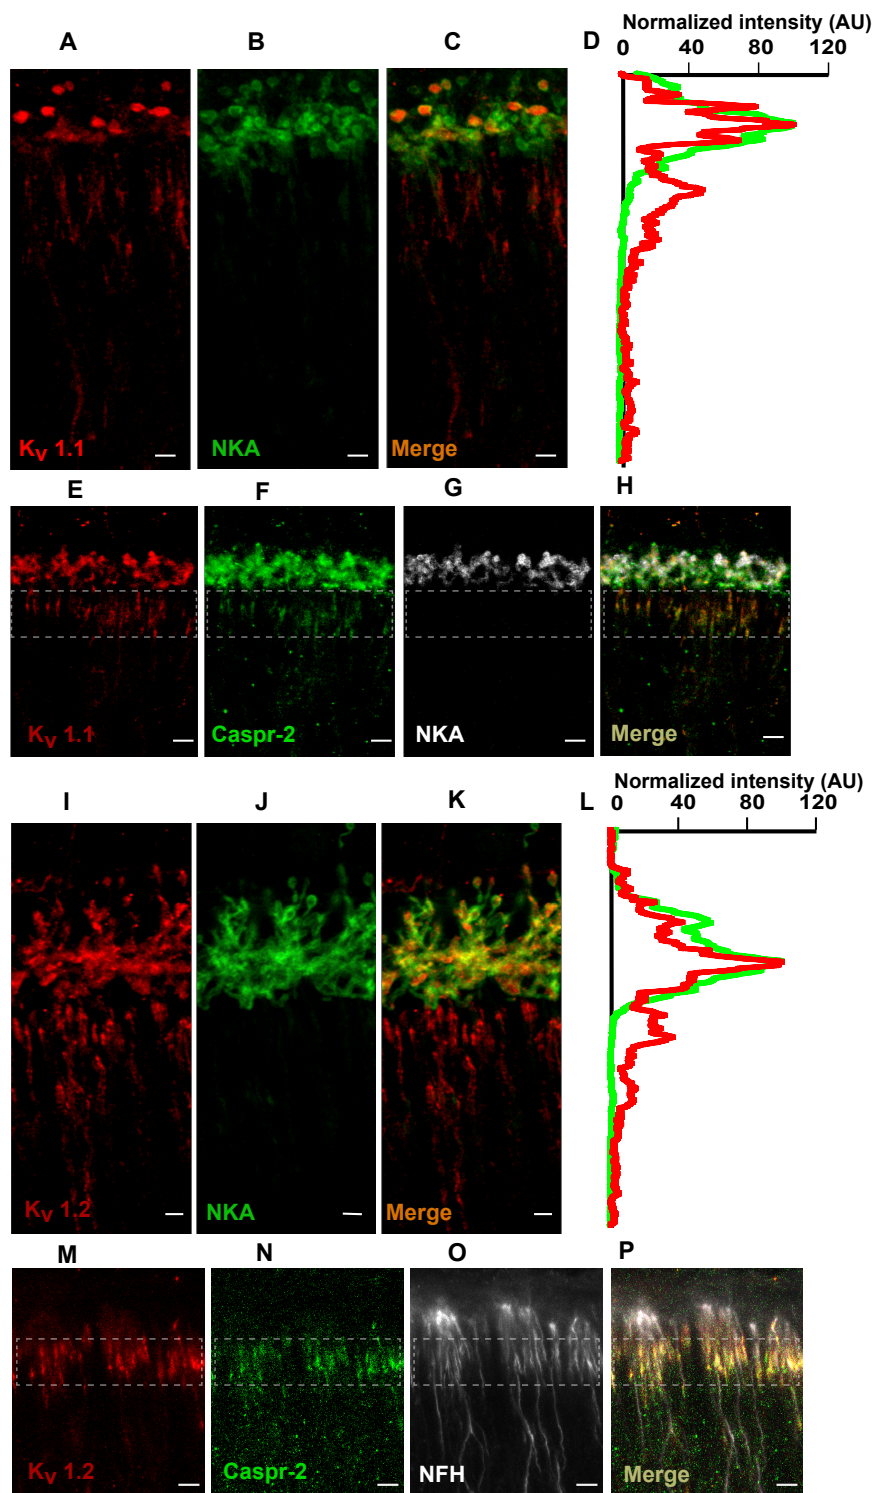 Normalized intensity (AU)
A B C D 0 40 80 120
Kv 1.1 NKA Merge
E F G H
Kv 1.1 Caspr-2 NKA Merge
Normalized intensity (AU)
I J K L 0 40 80 120
Kv 1.2 NKA Merge
M N O P
Kv 1.2 Caspr-2 NFH Merge